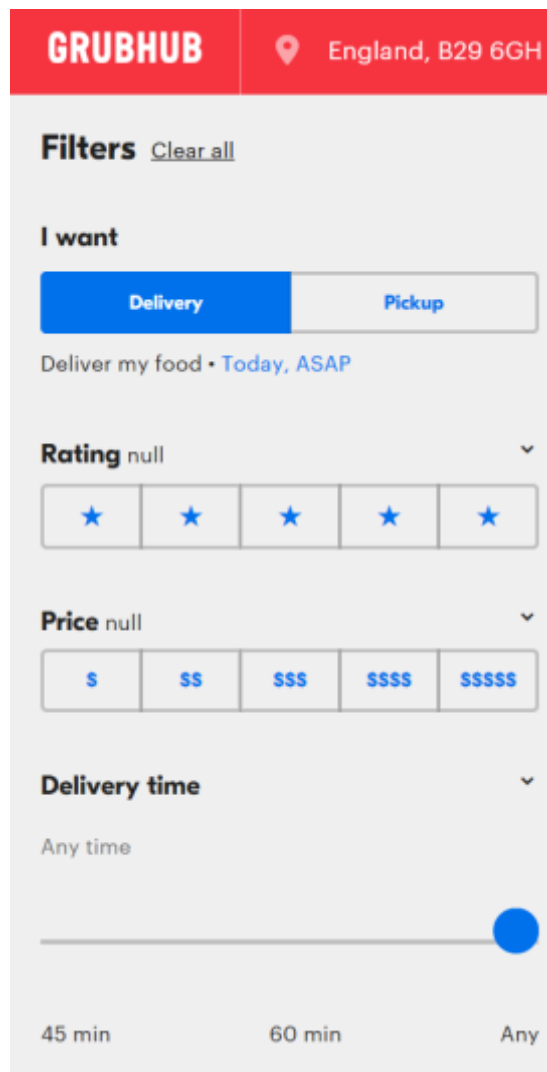 GRUBHUB England, B29 6GH
Filters Clear all
I want
Delivery Pickup
Deliver my food • Today, ASAP
Rating null
★ ★ ★ ★ ★
Price null
$ $$ $$$ $$$$ $$$$$
Delivery time
Any time
45 min 60 min Any